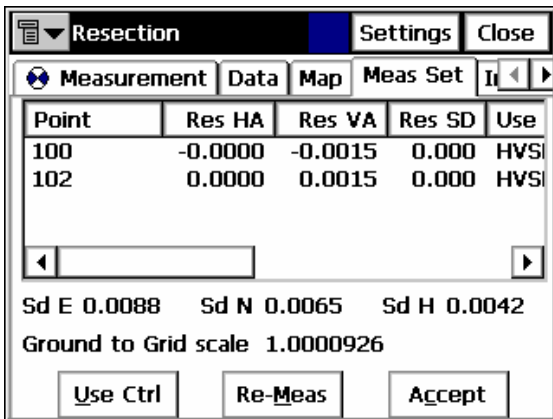 Resection Settings Close
Measurement Data Map Meas Set
Point Res HA Res VA Res SD Use
100 -0.0000 -0.0015 0.000 HVS
102 0.0000 0.0015 0.000 HVS
Sd E 0.0088 Sd N 0.0065 Sd H 0.0042
Ground to Grid scale 1.0000926
Use Ctrl Re-Meas Accept